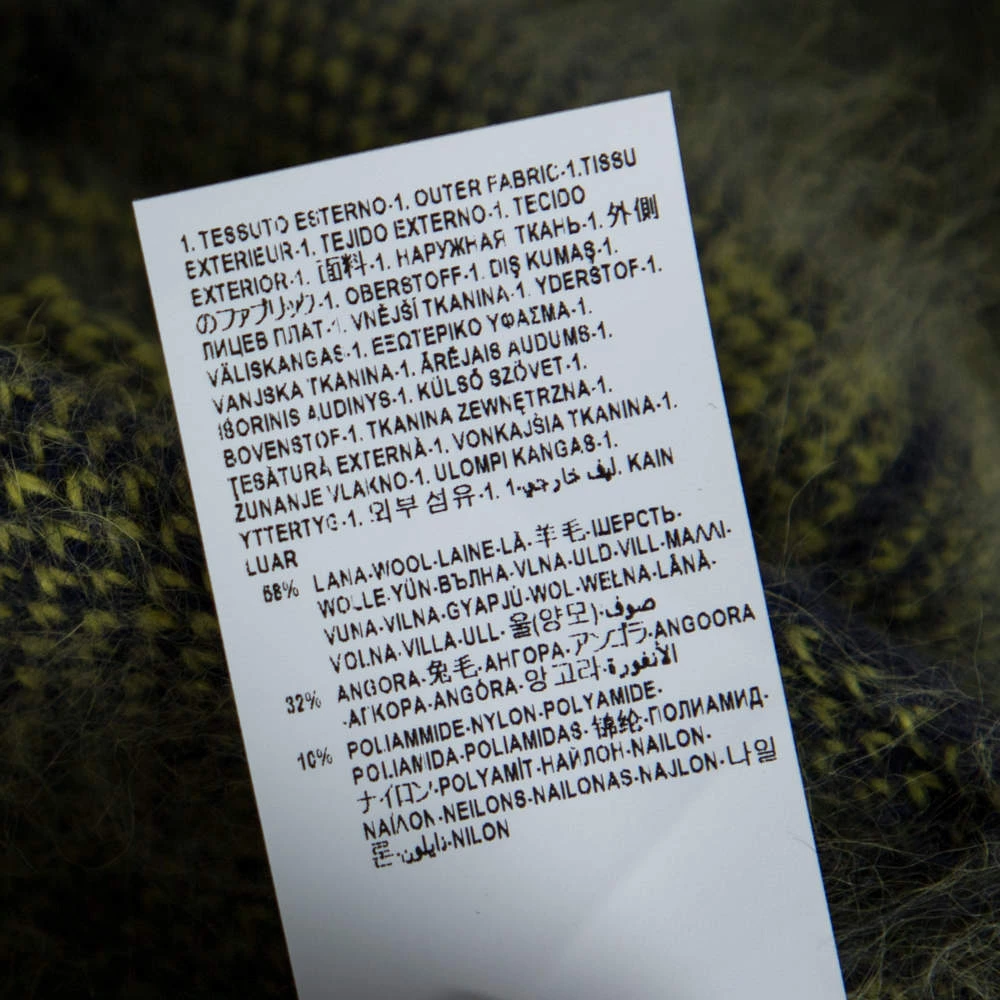 1. TESSUTO ESTERNO-1. OUTER FABRIC-1.TISSU
EXTERIEUR-1. TEJIDO EXTERNO-1. TECIDO
EXTERIOR-1. 面料-1. НАРУЖНАЯ ТКАНЬ-1. 外側
のファブリック-1. OBERSTOFF-1. DIŞ KUMAŞ-1.
ЛИЦЕВ ПЛАТ-1. VNĚJŠÍ TKANINA-1. YDERSTOF-1.
VÄLISKANGAS-1. ΕΞΩΤΕΡΙΚΟ ΥΦΑΣΜΑ-1.
VANJSKA TKANINA-1. ĀRĒJAIS AUDUMS-1.
IŠORINIS AUDINYS-1. KÜLSŐ SZÖVET-1.
BOVENSTOF-1. TKANINA ZEWNĘTRZNA-1.
ŢESĂTURĂ EXTERNĂ-1. VONKAJŠIA TKANINA-1.
ZUNANJE VLAKNO-1. ULOMPI KANGAS-1.
YTTERTYG-1. 외부 섬유-1. ليف خارجي-1. KAIN
LUAR
68% LANA-WOOL-LAINE-LÃ-羊毛-ШЕРСТЬ-
WOLLE-YÜN-ВЪЛНА-VLNA-ULD-VILL-ΜΑΛΛΙ-
VUNA-VILNA-GYAPJÚ-WOL-WEŁNA-LÂNĂ-
VOLNA-VILLA-ULL-울(양모)-صوف
32% ANGORA-兔毛-АНГОРА-アンゴラ-ANGOORA
-ΑΓΚΟΡΑ-ANGÓRA-앙고라-الأنغورة
10% POLIAMMIDE-NYLON-POLYAMIDE-
POLIAMIDA-POLIAMIDAS-锦纶-ПОЛИАМИД-
ナイロン-POLYAMÍT-НАЙЛОН-NAILON-
ΝΑΪΛΟΝ-NEILONS-NAILONAS-NAJLON-나일
론-نايلون-NILON